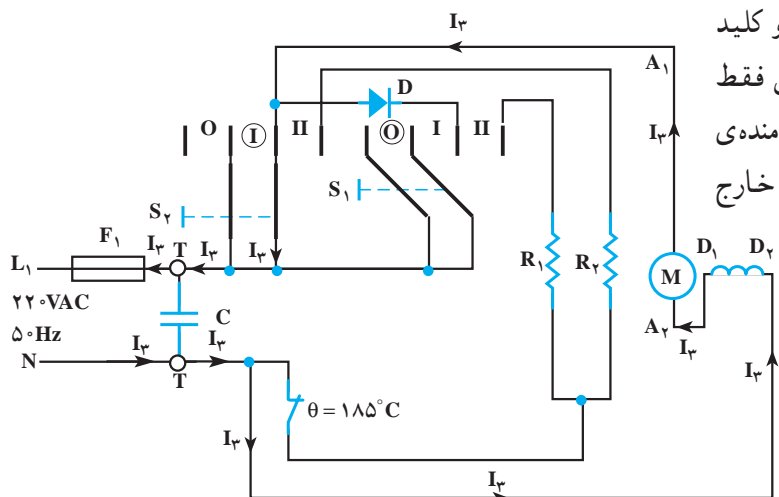 و کلید
ی فقط
منده‌ی
خارج
I۳
A۱
I۳
D
O I II O I II
S۲
S۱
F۱
L۱
I۳ T I۳ I۳
۲۲۰VAC
۵۰Hz
C
N
I۳ T I۳
θ = ۱۸۵°C
R۱ R۲
M
D۱ D۲
A۲
I۳
I۳
I۳
I۳